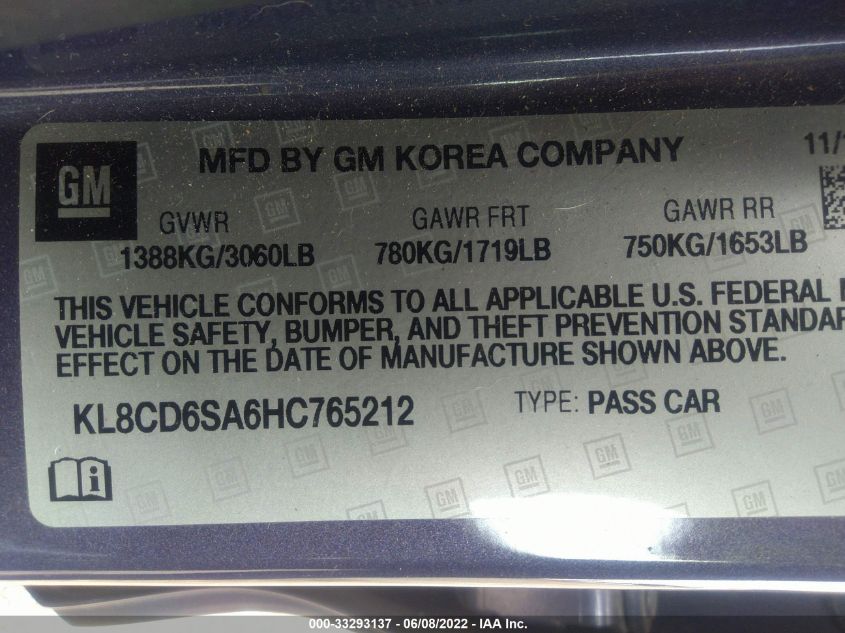 GM
MFD BY GM KOREA COMPANY
11/
GVWR
GAWR FRT
GAWR RR
1388KG/3060LB
780KG/1719LB
750KG/1653LB
THIS VEHICLE CONFORMS TO ALL APPLICABLE U.S. FEDERAL
VEHICLE SAFETY, BUMPER, AND THEFT PREVENTION STANDAR
EFFECT ON THE DATE OF MANUFACTURE SHOWN ABOVE.
KL8CD6SA6HC765212
TYPE: PASS CAR
000-33293137 - 06/08/2022 - IAA Inc.